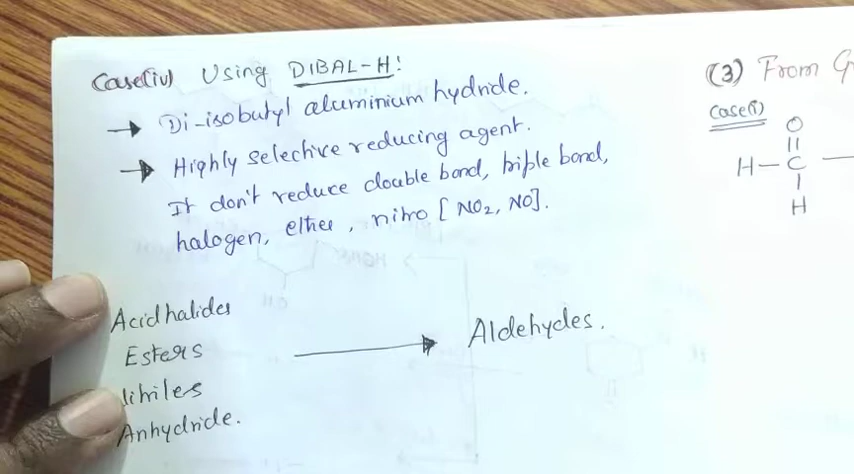 Case(iv) Using DIBAL-H!
→ Di-isobutyl aluminium hydride.
→ Highly selective reducing agent.
It don't reduce double bond, triple bond,
halogen, ether, nitro [NO2, NO].
Acid halides
Esters
Nitriles
Anhydride.
→ Aldehydes.
(3) From G
Case(i)
O
||
H-C-
|
H